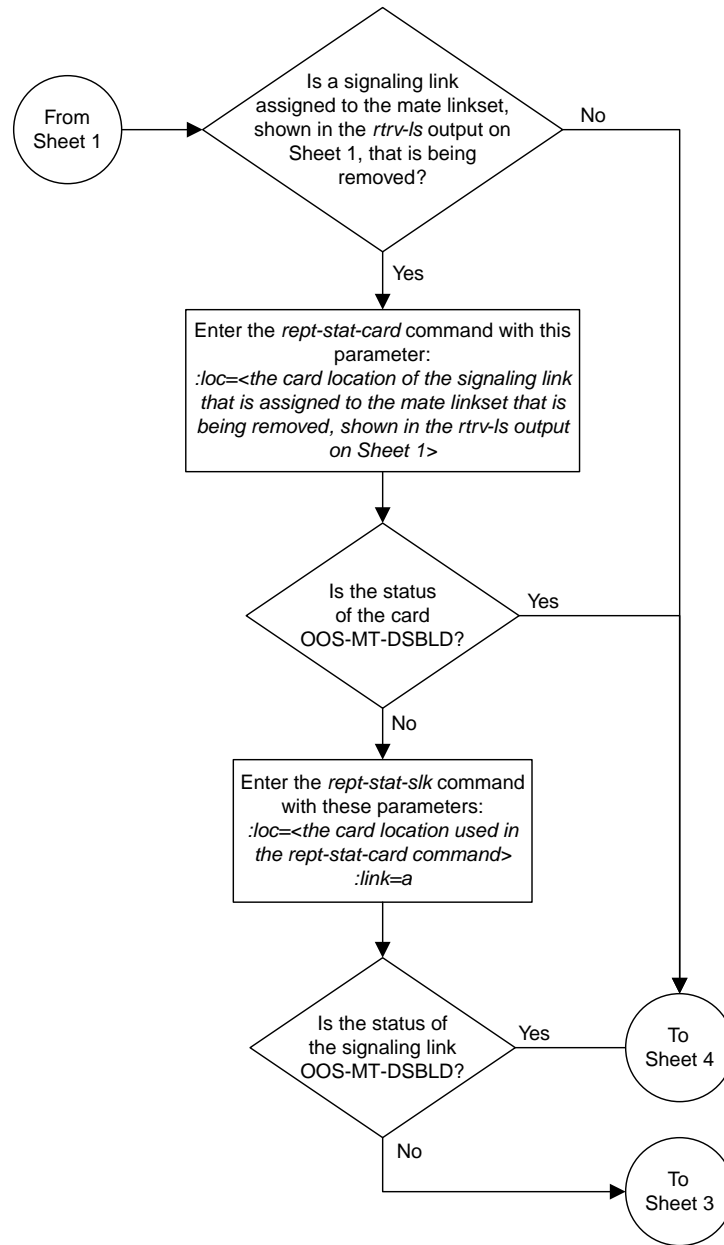 From
Sheet 1
Is a signaling link
assigned to the mate linkset,
shown in the rtrv-ls output on
Sheet 1, that is being
removed?
No
Yes
Enter the rept-stat-card command with this
parameter:
:loc=<the card location of the signaling link
that is assigned to the mate linkset that is
being removed, shown in the rtrv-ls output
on Sheet 1>
Is the status
of the card
OOS-MT-DSBLD?
Yes
No
Enter the rept-stat-slk command
with these parameters:
:loc=<the card location used in
the rept-stat-card command>
:link=a
Is the status of
the signaling link
OOS-MT-DSBLD?
Yes
To
Sheet 4
No
To
Sheet 3